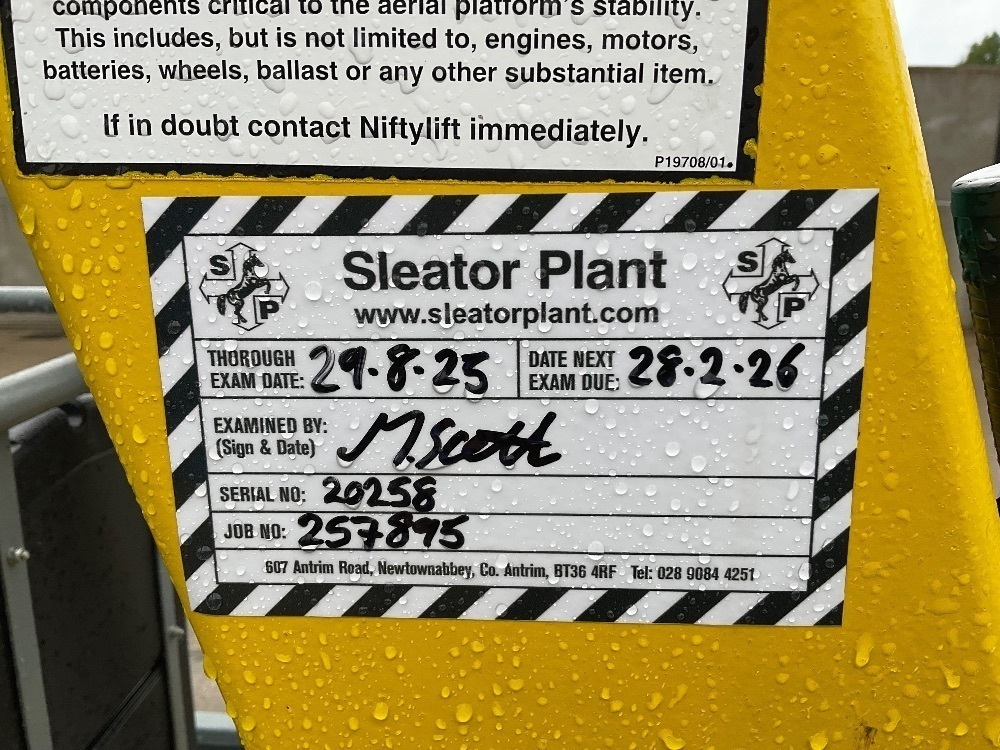 components critical to the aerial platform's stability.
This includes, but is not limited to, engines, motors,
batteries, wheels, ballast or any other substantial item.
If in doubt contact Niftylift immediately.
P19708/01.
S P
Sleator Plant
S P
www.sleatorplant.com
THOROUGH EXAM DATE: 29.8.25
DATE NEXT EXAM DUE: 28.2.26
EXAMINED BY: (Sign & Date) M.Scott
SERIAL NO: 20258
JOB NO: 257895
607 Antrim Road, Newtownabbey, Co. Antrim, BT36 4RF Tel: 028 9084 4251